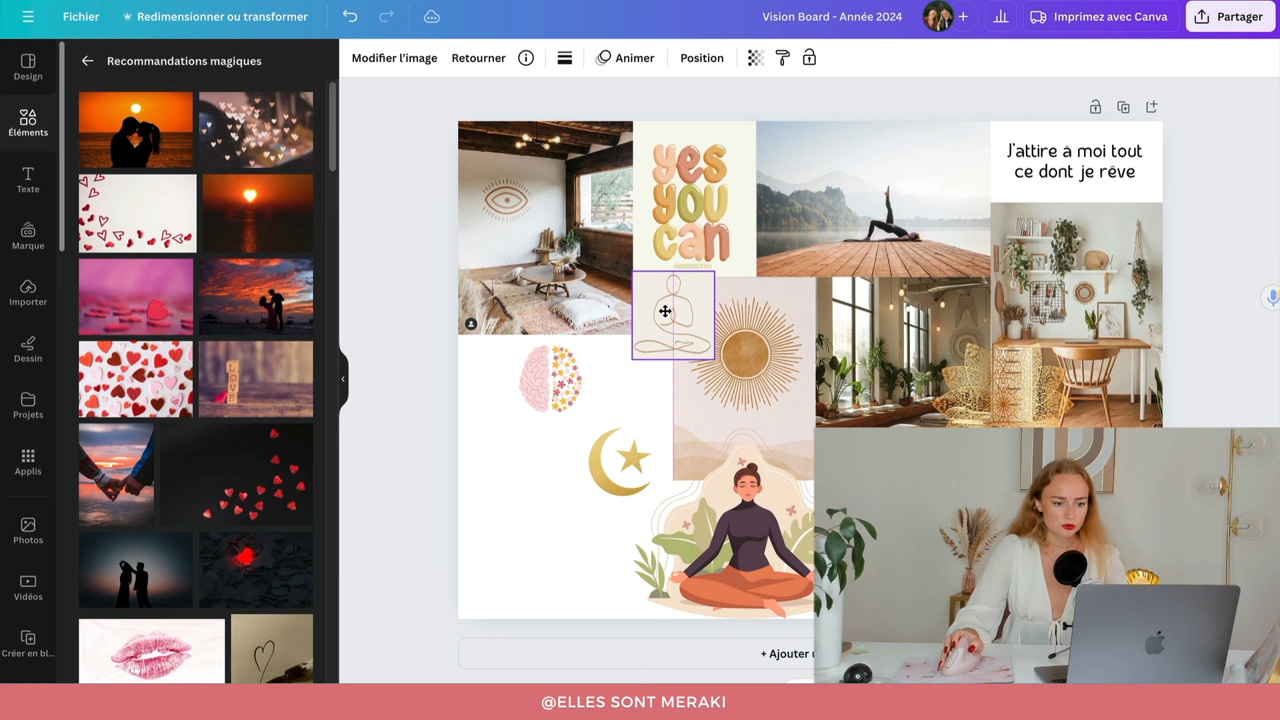 Fichier
Redimensionner ou transformer
Vision Board - Année 2024
Imprimez avec Canva
Partager
Design
Éléments
Texte
Marque
Importer
Dessin
Projets
Applis
Photos
Vidéos
Créer en bl...
Recommandations magiques
LOVE
Modifier l'image
Retourner
Animer
Position
yes
you
can
J'attire à moi tout
ce dont je rêve
+ Ajouter
@ELLES SONT MERAKI